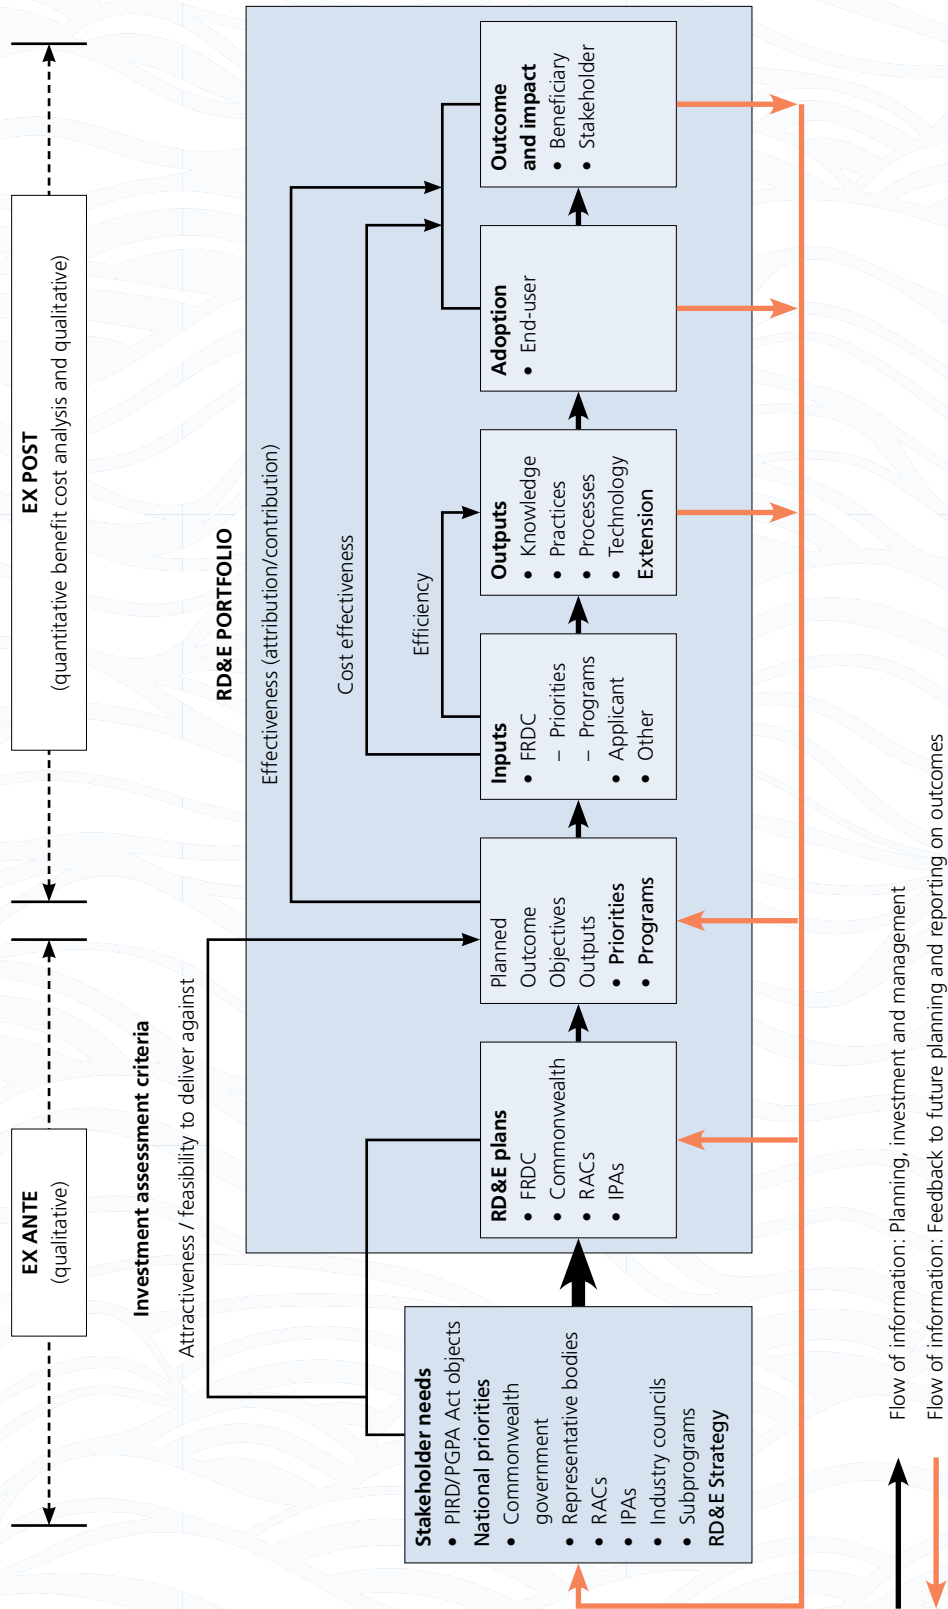 EX ANTE
(qualitative)
EX POST
(quantitative benefit cost analysis and qualitative)
Investment assessment criteria
Attractiveness / feasibility to deliver against
RD&E PORTFOLIO
Effectiveness (attribution/contribution)
Cost effectiveness
Efficiency
Stakeholder needs
• PIRD/PGPA Act objects
National priorities
• Commonwealth
government
• Representative bodies
• RACs
• IPAs
• Industry councils
• Subprograms
RD&E Strategy
RD&E plans
• FRDC
• Commonwealth
• RACs
• IPAs
Planned
Outcome
Objectives
Outputs
• Priorities
• Programs
Inputs
• FRDC
– Priorities
– Programs
• Applicant
• Other
Outputs
• Knowledge
• Practices
• Processes
• Technology
Extension
Adoption
• End-user
Outcome
and impact
• Beneficiary
• Stakeholder
Flow of information: Planning, investment and management
Flow of information: Feedback to future planning and reporting on outcomes